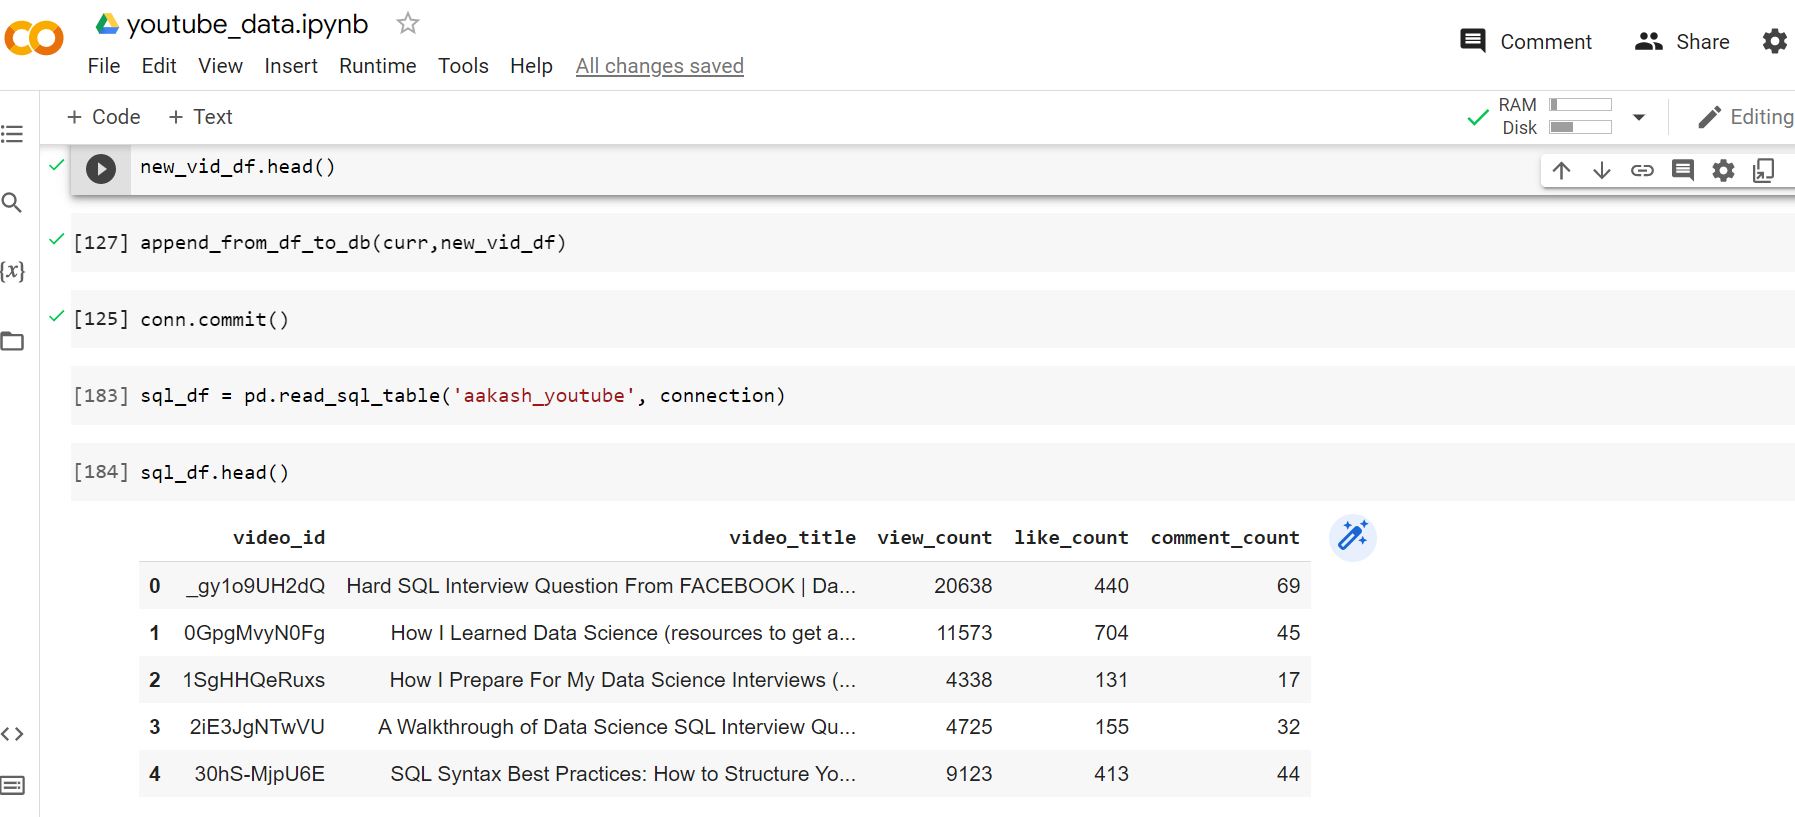 youtube_data.ipynb
File Edit View Insert Runtime Tools Help All changes saved
Comment Share
+ Code + Text
RAM
Disk
Editing
new_vid_df.head()
{x}
[127] append_from_df_to_db(curr,new_vid_df)
[125] conn.commit()
[183] sql_df = pd.read_sql_table('aakash_youtube', connection)
[184] sql_df.head()
video_id video_title view_count like_count comment_count
0 _gy1o9UH2dQ Hard SQL Interview Question From FACEBOOK | Da... 20638 440 69
1 0GpgMvyN0Fg How I Learned Data Science (resources to get a... 11573 704 45
2 1SgHHQeRuxs How I Prepare For My Data Science Interviews (... 4338 131 17
3 2iE3JgNTwVU A Walkthrough of Data Science SQL Interview Qu... 4725 155 32
4 30hS-MjpU6E SQL Syntax Best Practices: How to Structure Yo... 9123 413 44